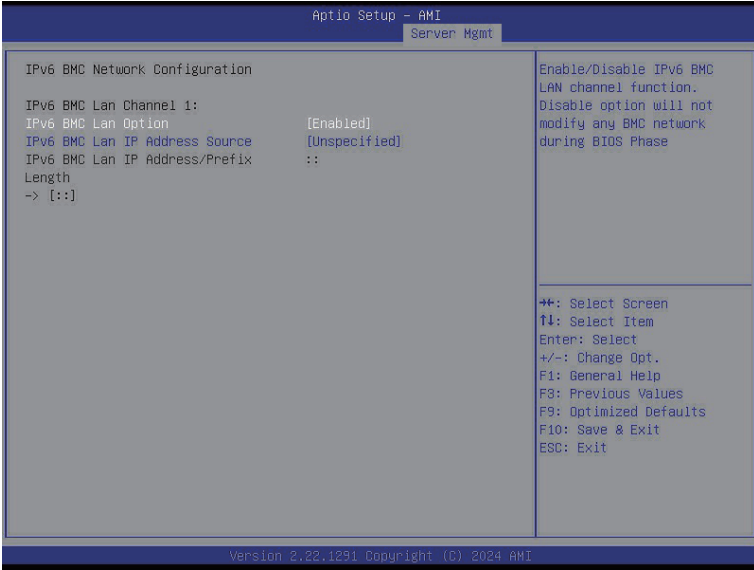 Aptio Setup – AMI
Server Mgmt
IPv6 BMC Network Configuration
IPv6 BMC Lan Channel 1:
IPv6 BMC Lan Option [Enabled]
IPv6 BMC Lan IP Address Source [Unspecified]
IPv6 BMC Lan IP Address/Prefix ::
Length
-> [::]
Enable/Disable IPv6 BMC
LAN channel function.
Disable option will not
modify any BMC network
during BIOS Phase
→←: Select Screen
↑↓: Select Item
Enter: Select
+/-: Change Opt.
F1: General Help
F3: Previous Values
F9: Optimized Defaults
F10: Save & Exit
ESC: Exit
Version 2.22.1291 Copyright (C) 2024 AMI